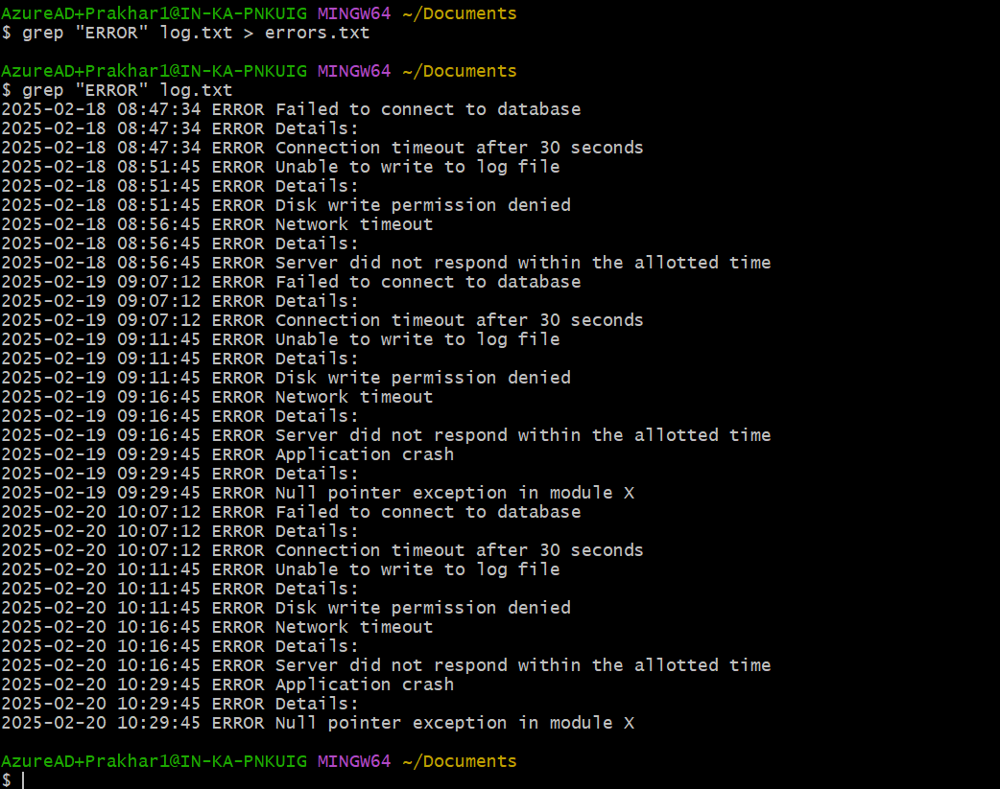 AzureAD+Prakhar1@IN-KA-PNKUIG MINGW64 ~/Documents
$ grep "ERROR" log.txt > errors.txt
AzureAD+Prakhar1@IN-KA-PNKUIG MINGW64 ~/Documents
$ grep "ERROR" log.txt
2025-02-18 08:47:34 ERROR Failed to connect to database
2025-02-18 08:47:34 ERROR Details:
2025-02-18 08:47:34 ERROR Connection timeout after 30 seconds
2025-02-18 08:51:45 ERROR Unable to write to log file
2025-02-18 08:51:45 ERROR Details:
2025-02-18 08:51:45 ERROR Disk write permission denied
2025-02-18 08:56:45 ERROR Network timeout
2025-02-18 08:56:45 ERROR Details:
2025-02-18 08:56:45 ERROR Server did not respond within the allotted time
2025-02-19 09:07:12 ERROR Failed to connect to database
2025-02-19 09:07:12 ERROR Details:
2025-02-19 09:07:12 ERROR Connection timeout after 30 seconds
2025-02-19 09:11:45 ERROR Unable to write to log file
2025-02-19 09:11:45 ERROR Details:
2025-02-19 09:11:45 ERROR Disk write permission denied
2025-02-19 09:16:45 ERROR Network timeout
2025-02-19 09:16:45 ERROR Details:
2025-02-19 09:16:45 ERROR Server did not respond within the allotted time
2025-02-19 09:29:45 ERROR Application crash
2025-02-19 09:29:45 ERROR Details:
2025-02-19 09:29:45 ERROR Null pointer exception in module X
2025-02-20 10:07:12 ERROR Failed to connect to database
2025-02-20 10:07:12 ERROR Details:
2025-02-20 10:07:12 ERROR Connection timeout after 30 seconds
2025-02-20 10:11:45 ERROR Unable to write to log file
2025-02-20 10:11:45 ERROR Details:
2025-02-20 10:11:45 ERROR Disk write permission denied
2025-02-20 10:16:45 ERROR Network timeout
2025-02-20 10:16:45 ERROR Details:
2025-02-20 10:16:45 ERROR Server did not respond within the allotted time
2025-02-20 10:29:45 ERROR Application crash
2025-02-20 10:29:45 ERROR Details:
2025-02-20 10:29:45 ERROR Null pointer exception in module X
AzureAD+Prakhar1@IN-KA-PNKUIG MINGW64 ~/Documents
$